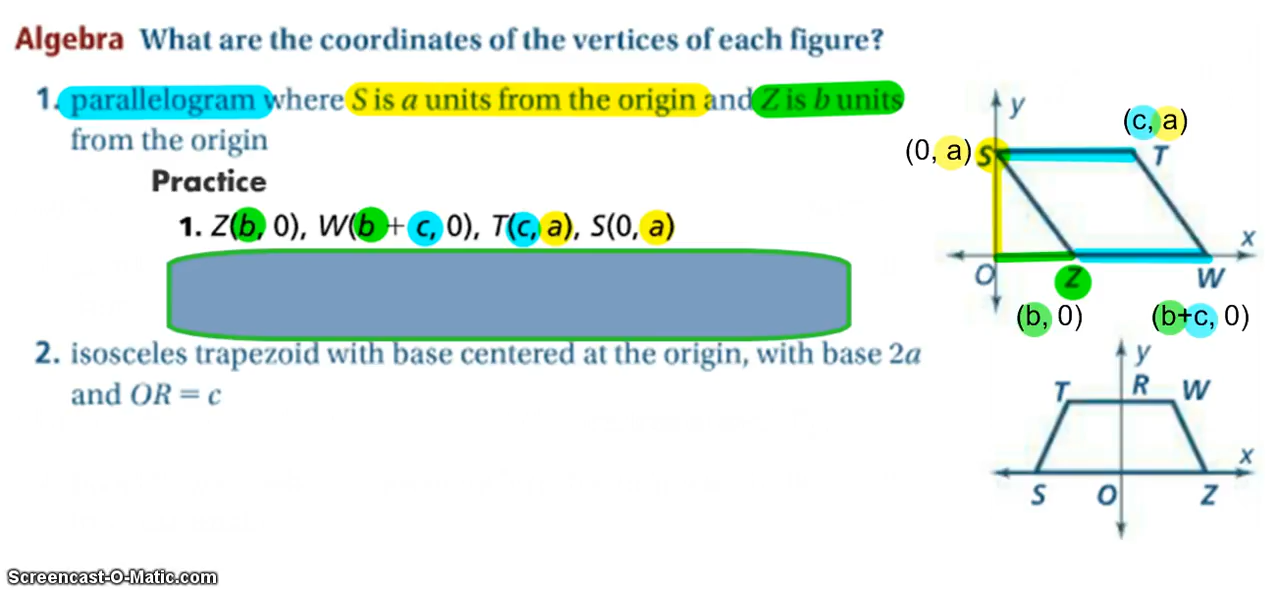 Algebra What are the coordinates of the vertices of each figure?
1. parallelogram where S is a units from the origin and Z is b units
from the origin
Practice
1. Z(b, 0), W(b + c, 0), T(c, a), S(0, a)
y
(c, a)
(0, a) S
T
x
O
Z
W
(b, 0)
(b+c, 0)
2. isosceles trapezoid with base centered at the origin, with base 2a
and OR = c
y
T
R
W
x
S
O
Z
Screencast-O-Matic.com